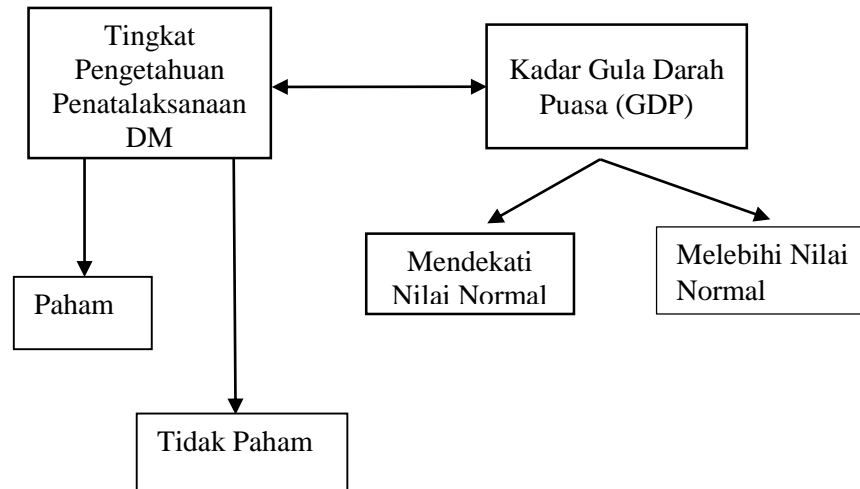 Tingkat
Pengetahuan
Penatalaksanaan
DM
Kadar Gula Darah
Puasa (GDP)
Mendekati
Nilai Normal
Melebihi Nilai
Normal
Paham
Tidak Paham